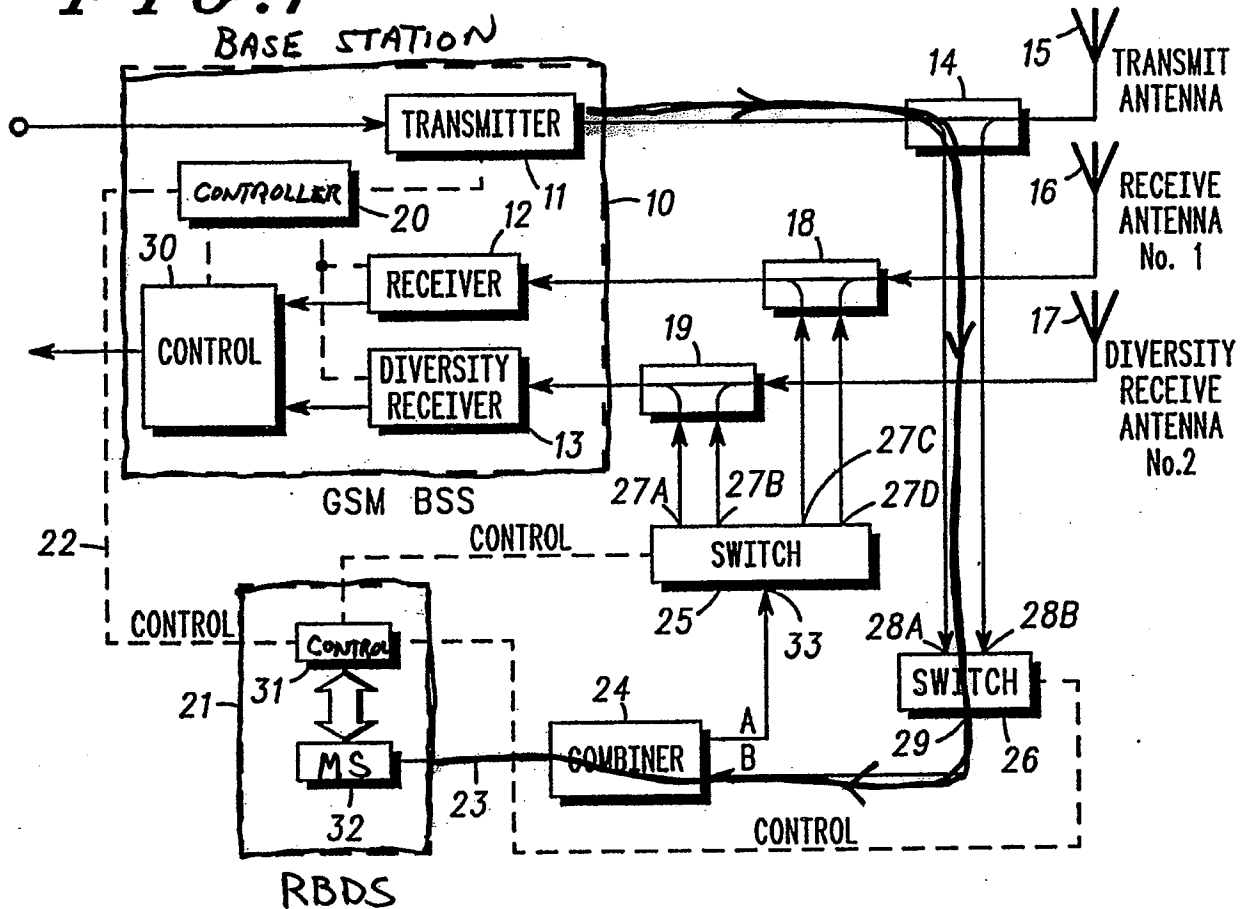 FIG.1
BASE STATION
TRANSMITTER
11
CONTROLLER
20
10
14
15
TRANSMIT
ANTENNA
16
RECEIVE
ANTENNA
No. 1
12
RECEIVER
18
30
CONTROL
DIVERSITY
RECEIVER
13
19
17
DIVERSITY
RECEIVE
ANTENNA
No.2
GSM BSS
27A
27B
27C
27D
22
CONTROL
SWITCH
25
33
28A
28B
CONTROL
CONTROL
31
21
MS
32
23
24
COMBINER
A
B
SWITCH
29
26
CONTROL
RBDS